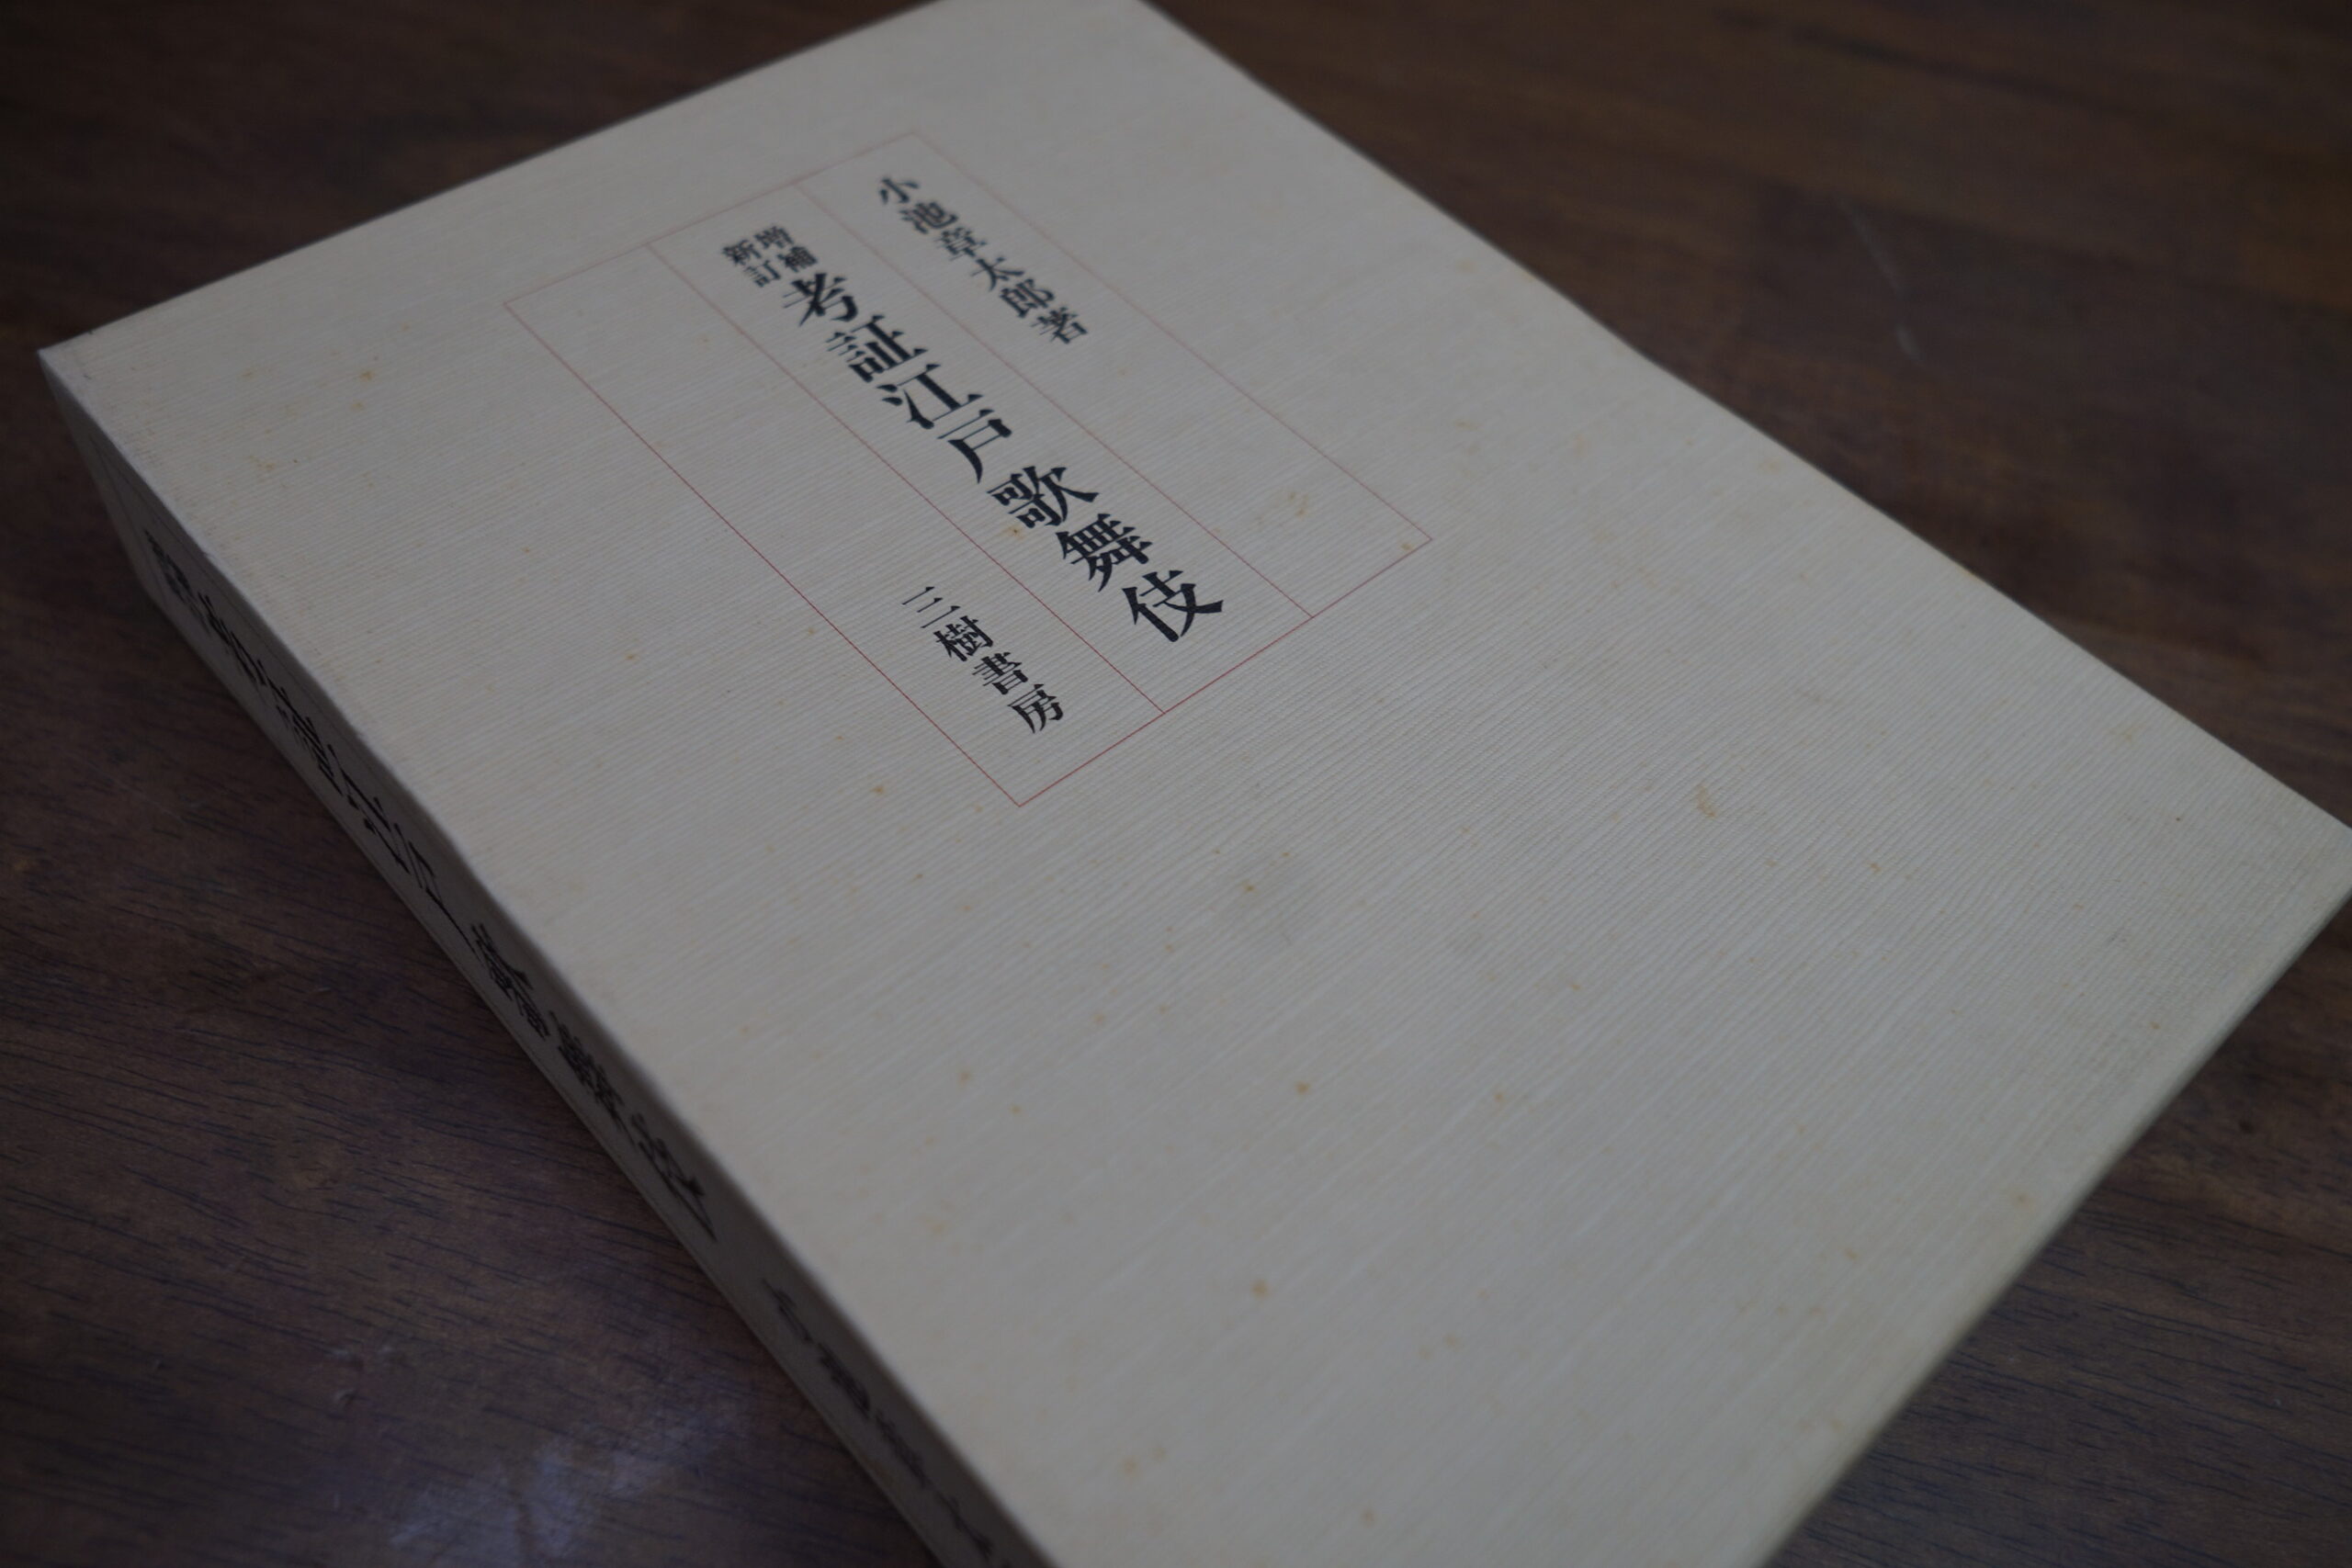 小池章太郎著
増補
新訂
考証江戸歌舞伎
三樹書房